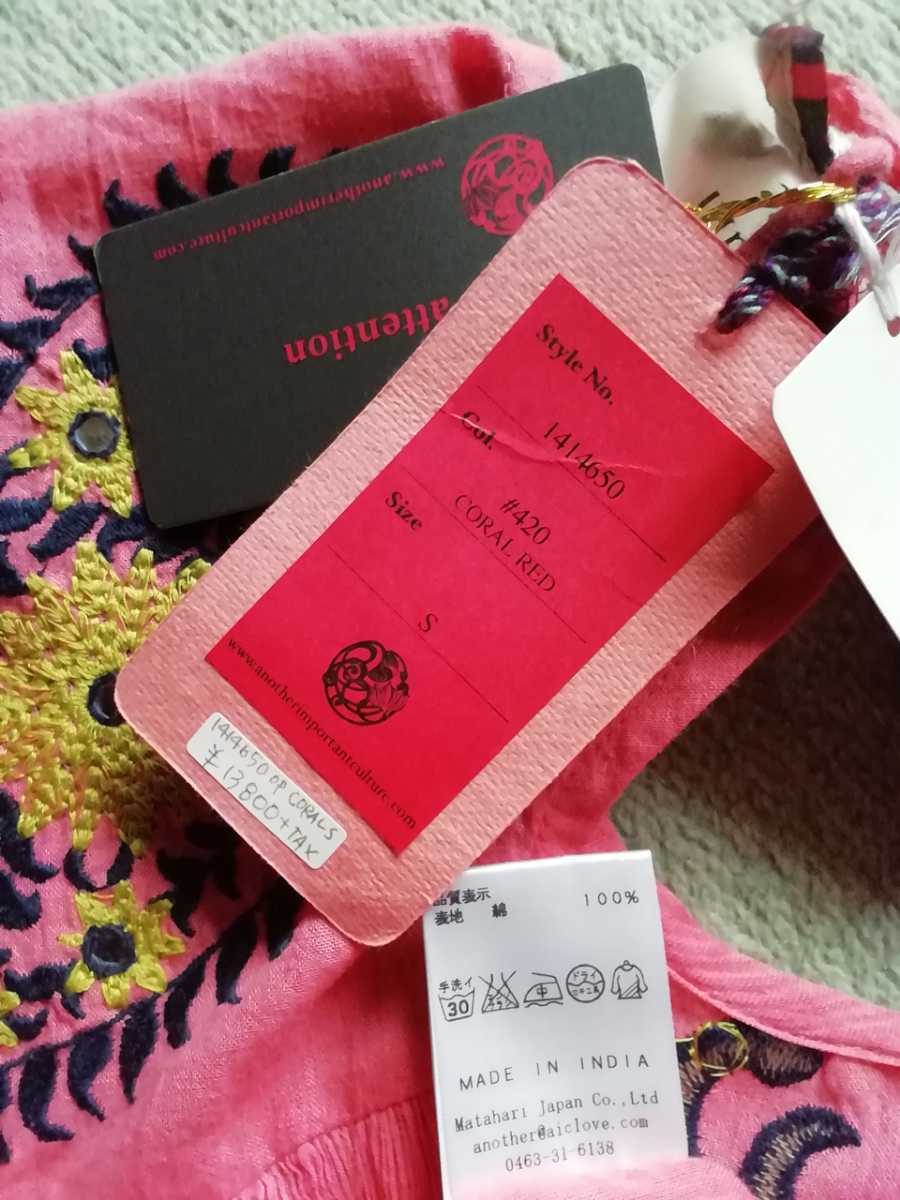 www.anotherimportantculture.com
attention
Style No.
1414650
Col.
#420
CORAL RED
Size
S
www.anotherimportantculture.com
1414650 OP CORALS
¥ 13800+TAX
品質表示
表地 綿 100%
手洗イ
30
中
ドライ
MADE IN INDIA
Matahari Japan Co.,Ltd
another@aiclove.com
0463-31-6138